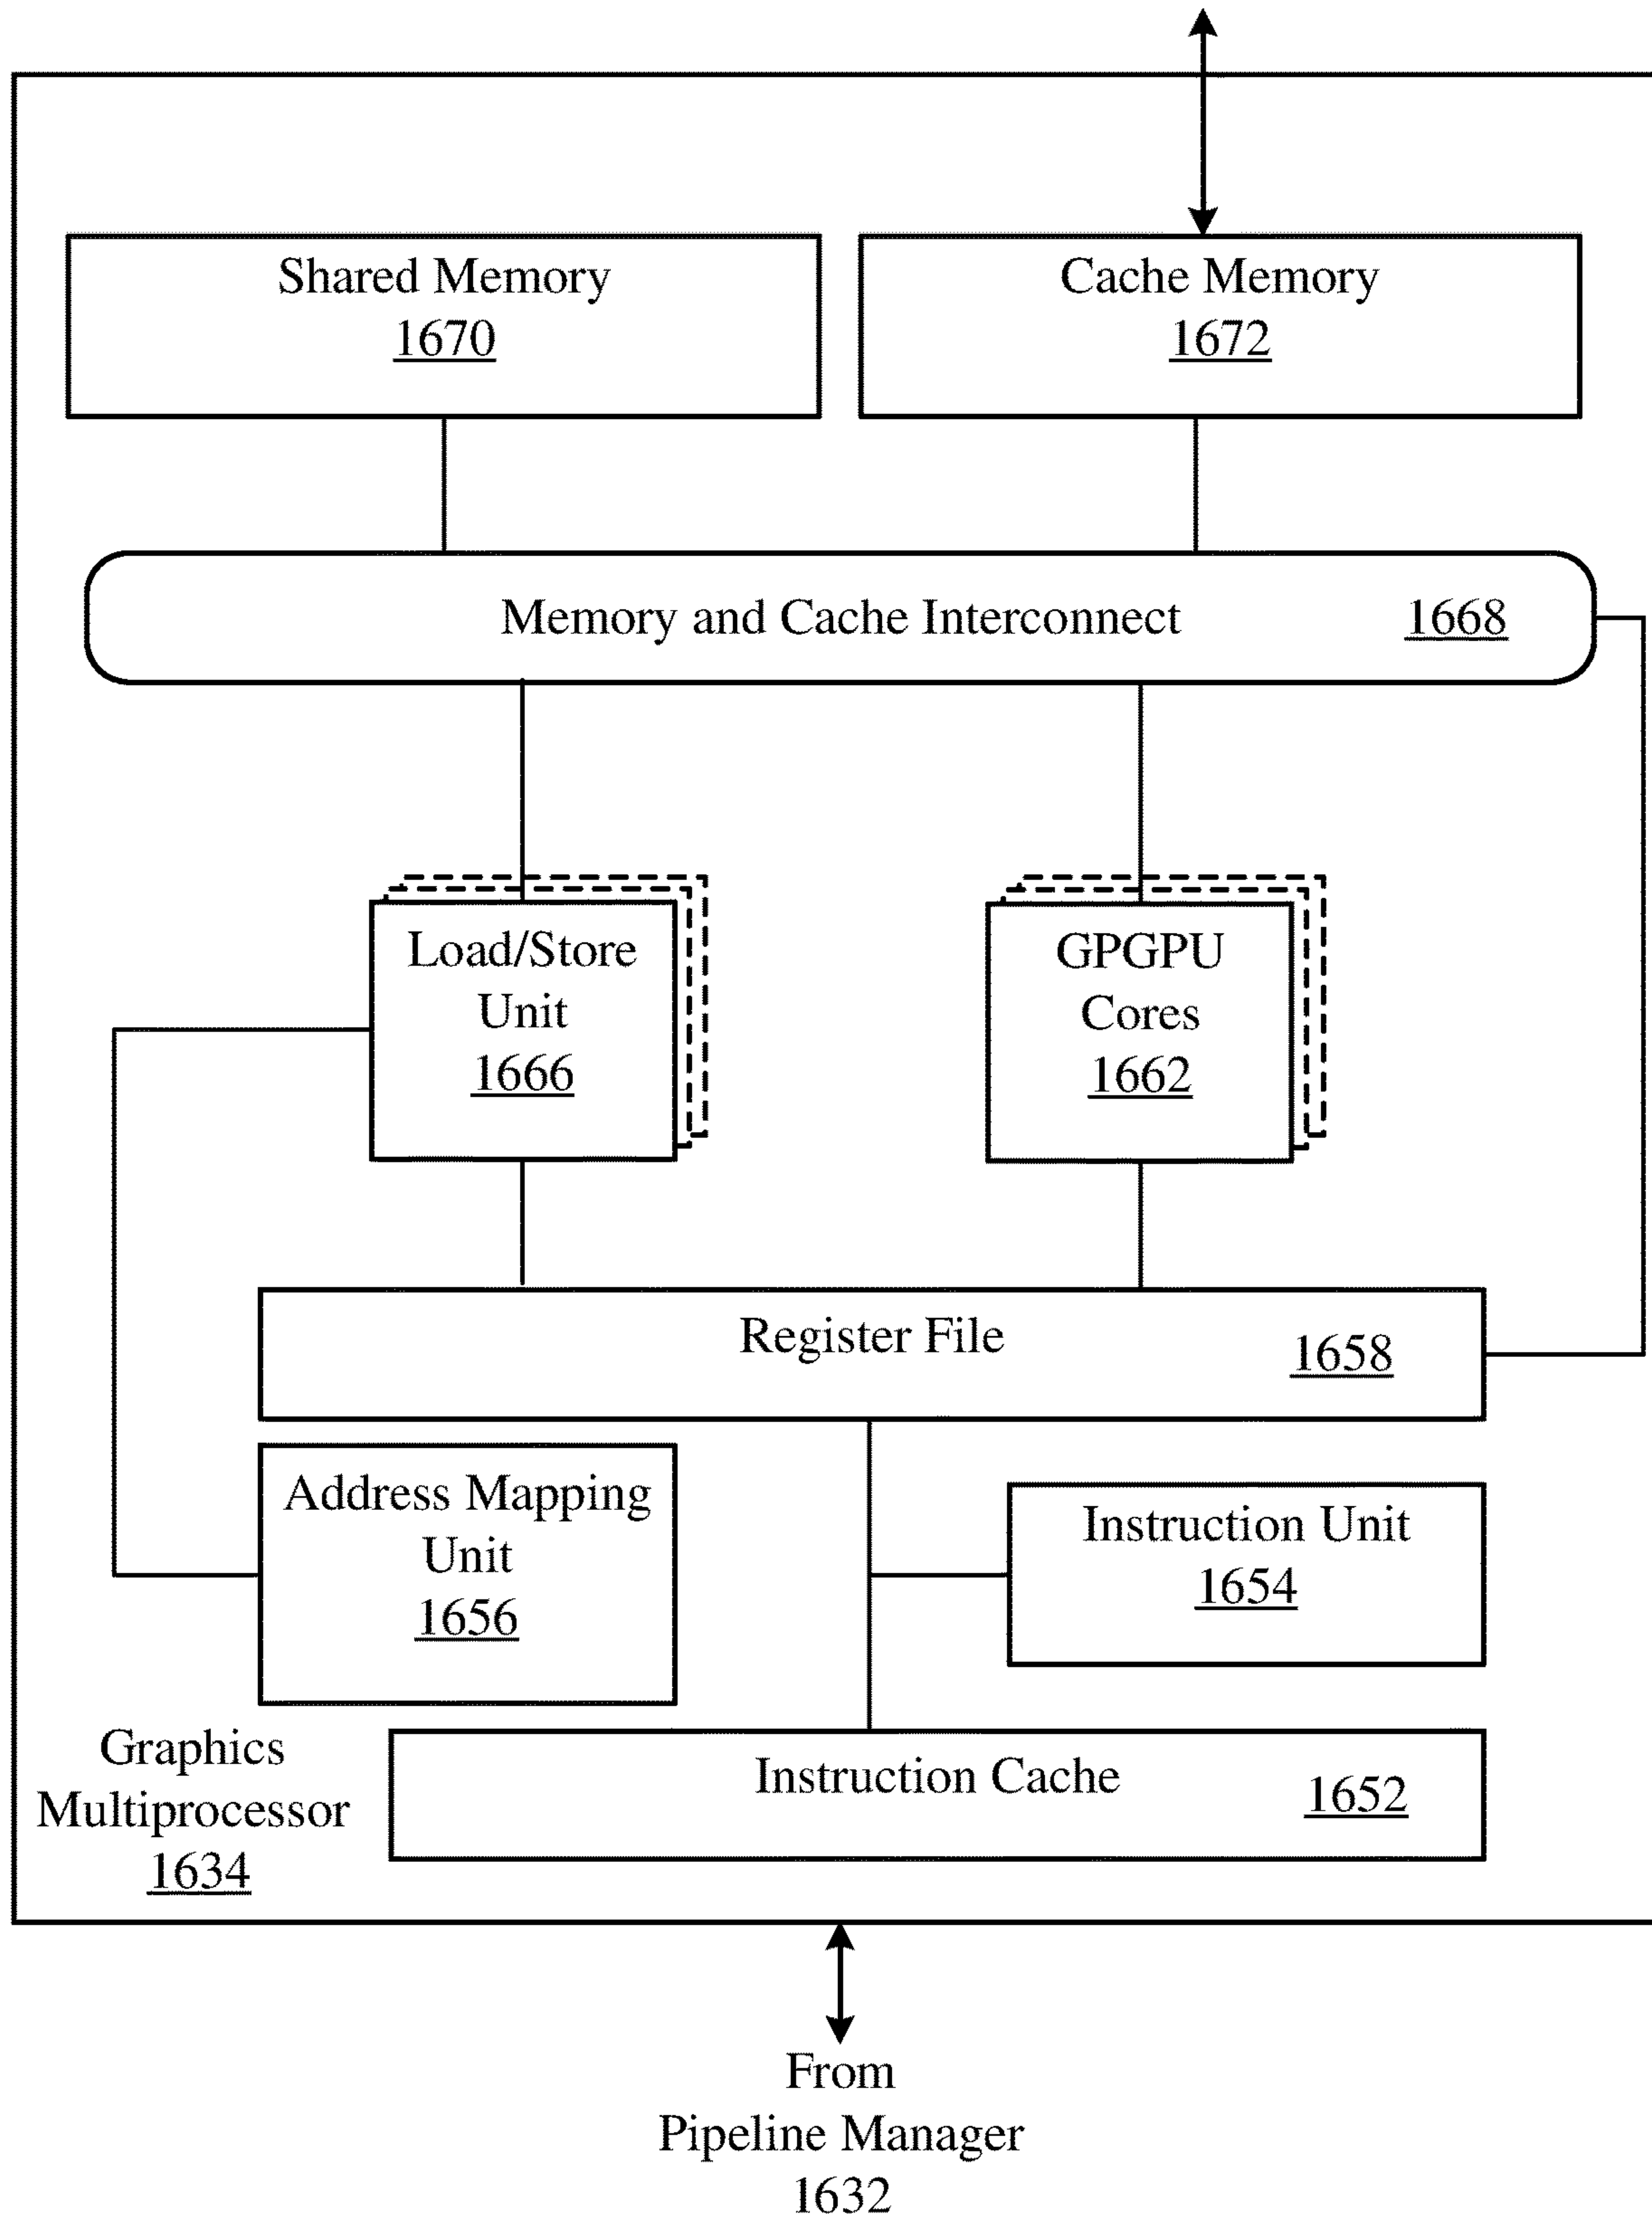 Shared Memory
1670
Cache Memory
1672
Memory and Cache Interconnect 1668
Load/Store
Unit
1666
GPGPU
Cores
1662
Register File 1658
Address Mapping
Unit
1656
Instruction Unit
1654
Graphics
Multiprocessor
1634
Instruction Cache 1652
From
Pipeline Manager
1632